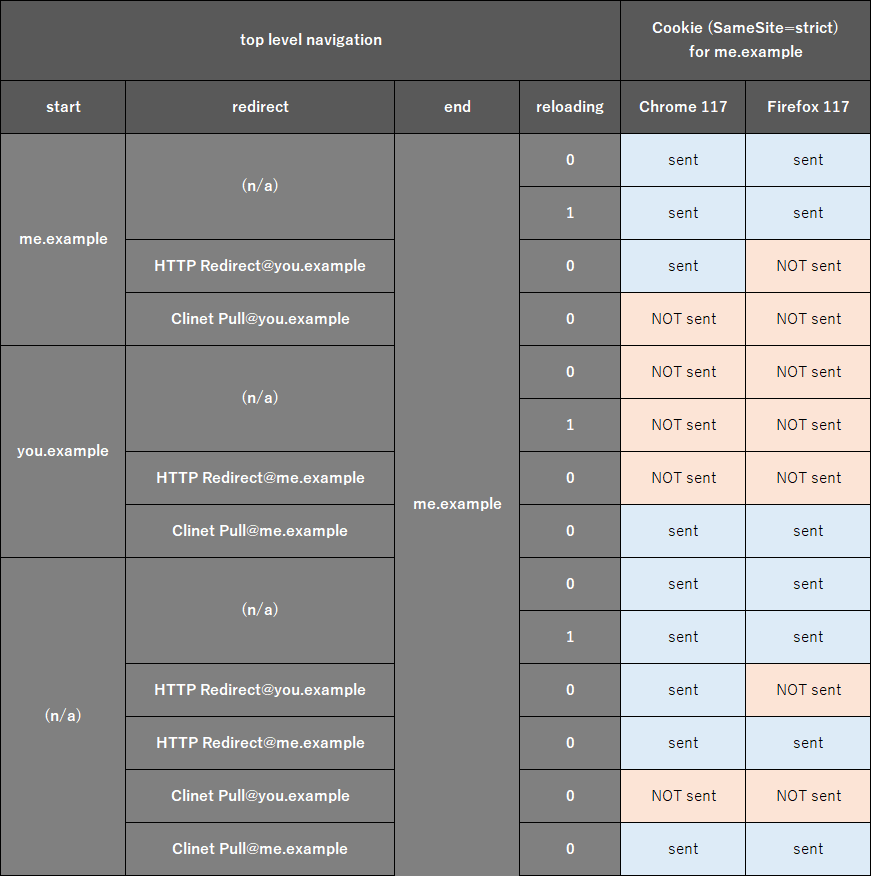 top level navigation
Cookie (SameSite=strict)
for me.example
start
redirect
end
reloading
Chrome 117
Firefox 117
me.example
(n/a)
me.example
0
sent
sent
1
sent
sent
HTTP Redirect@you.example
0
sent
NOT sent
Clinet Pull@you.example
0
NOT sent
NOT sent
you.example
(n/a)
0
NOT sent
NOT sent
1
NOT sent
NOT sent
HTTP Redirect@me.example
0
NOT sent
NOT sent
Clinet Pull@me.example
0
sent
sent
(n/a)
(n/a)
0
sent
sent
1
sent
sent
HTTP Redirect@you.example
0
sent
NOT sent
HTTP Redirect@me.example
0
sent
sent
Clinet Pull@you.example
0
NOT sent
NOT sent
Clinet Pull@me.example
0
sent
sent